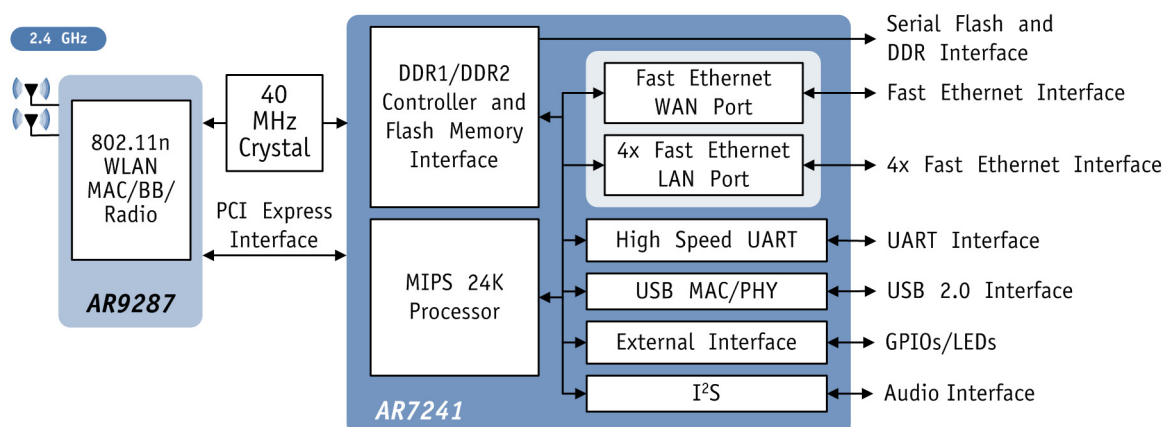 2.4 GHz
802.11n
WLAN
MAC/BB/
Radio
AR9287
40
MHz
Crystal
PCI Express
Interface
DDR1/DDR2
Controller and
Flash Memory
Interface
MIPS 24K
Processor
AR7241
Fast Ethernet
WAN Port
4x Fast Ethernet
LAN Port
High Speed UART
USB MAC/PHY
External Interface
I²S
Serial Flash and
DDR Interface
Fast Ethernet Interface
4x Fast Ethernet Interface
UART Interface
USB 2.0 Interface
GPIOs/LEDs
Audio Interface